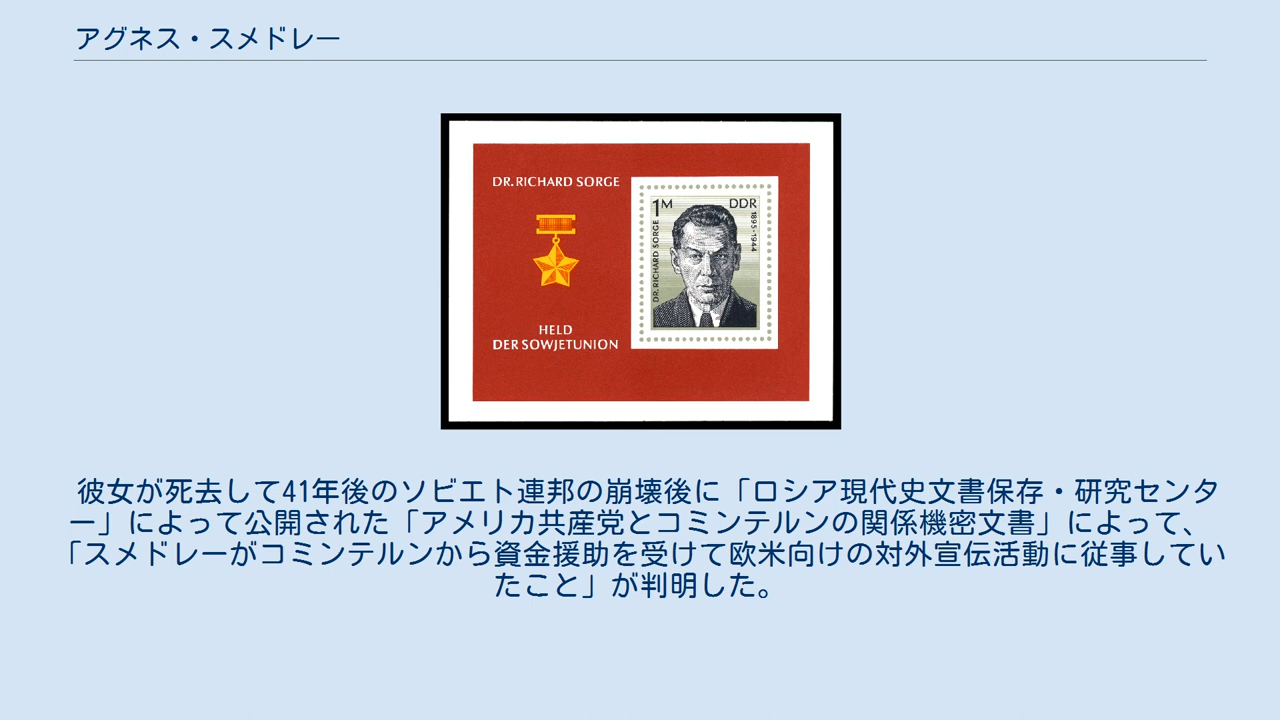 アグネス・スメドレー
DR.RICHARD SORGE
HELD
DER SOWJETUNION
1M
DDR
DR.RICHARD SORGE
1895-1944
彼女が死去して41年後のソビエト連邦の崩壊後に「ロシア現代史文書保存・研究センタ
ー」によって公開された「アメリカ共産党とコミンテルンの関係機密文書」によって、
「スメドレーがコミンテルンから資金援助を受けて欧米向けの対外宣伝活動に従事してい
たこと」が判明した。